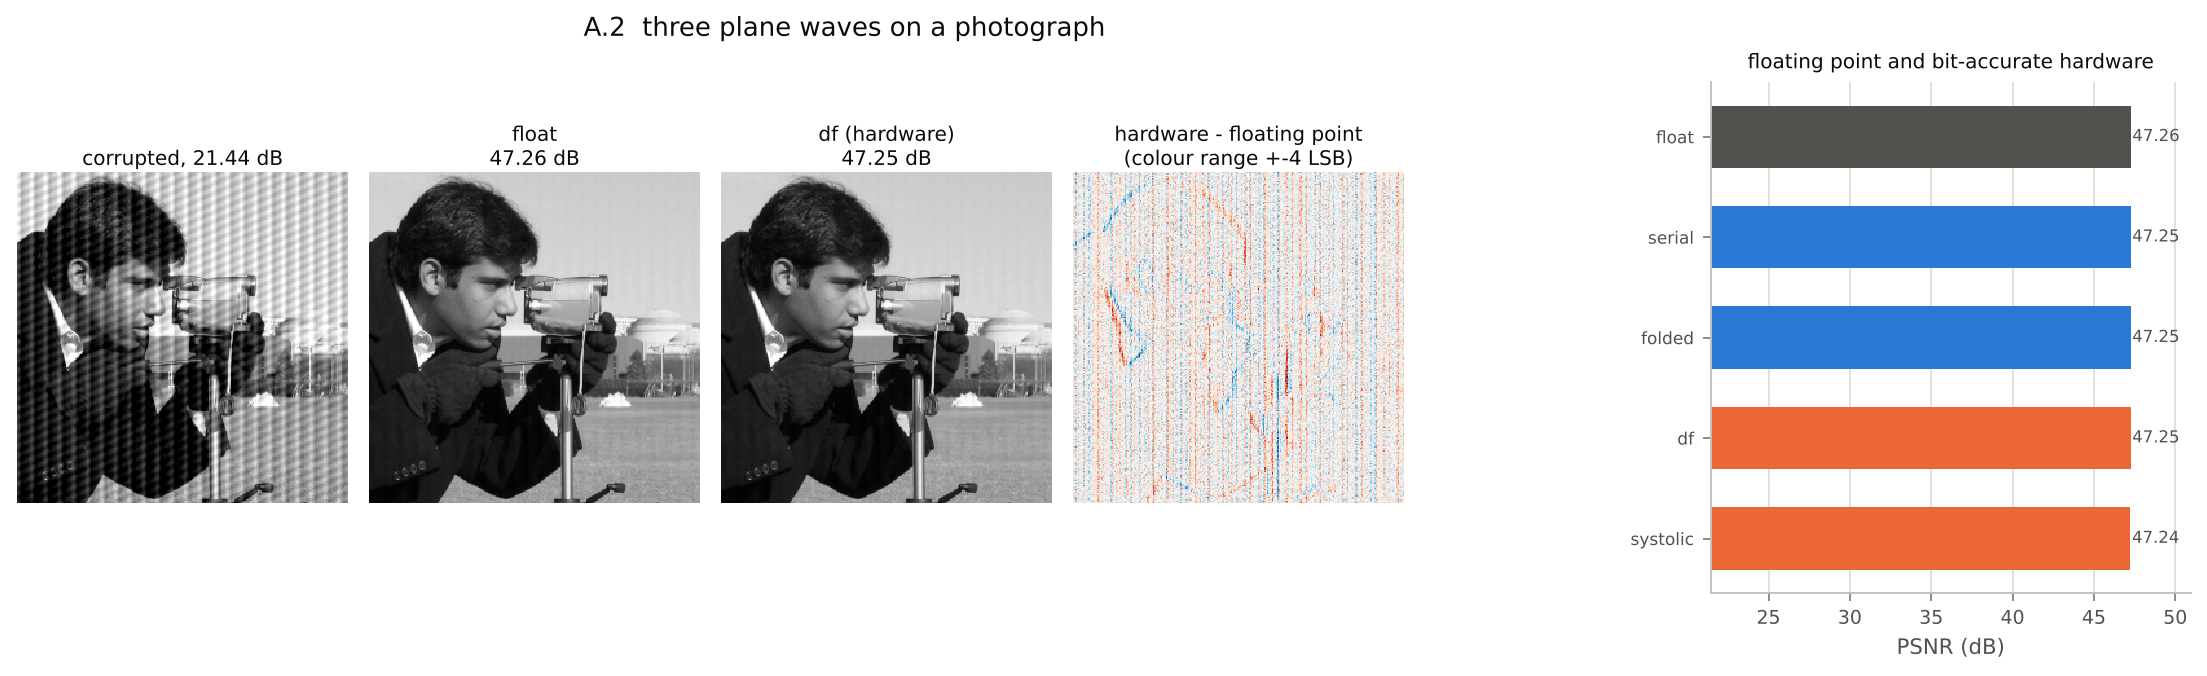 A.2  three plane waves on a photograph
corrupted, 21.44 dB
float
47.26 dB
df (hardware)
47.25 dB
hardware - floating point
(colour range +-4 LSB)
floating point and bit-accurate hardware
float
47.26
serial
47.25
folded
47.25
df
47.25
systolic
47.24
25 30 35 40 45 50
PSNR (dB)